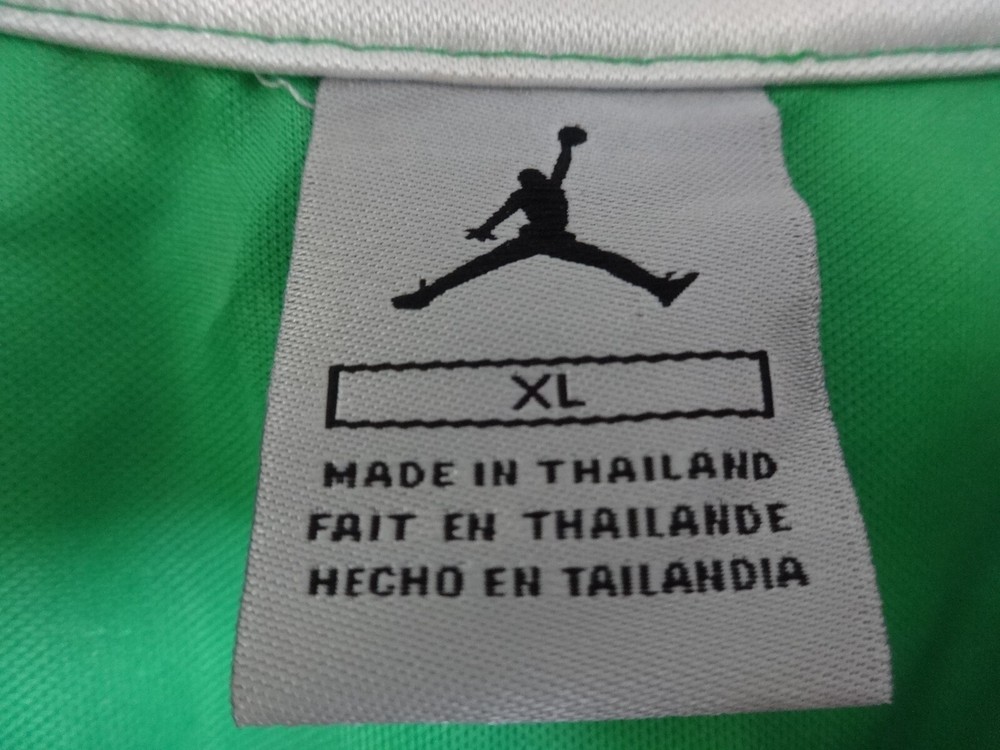 XL
MADE IN THAILAND
FAIT EN THAILANDE
HECHO EN TAILANDIA